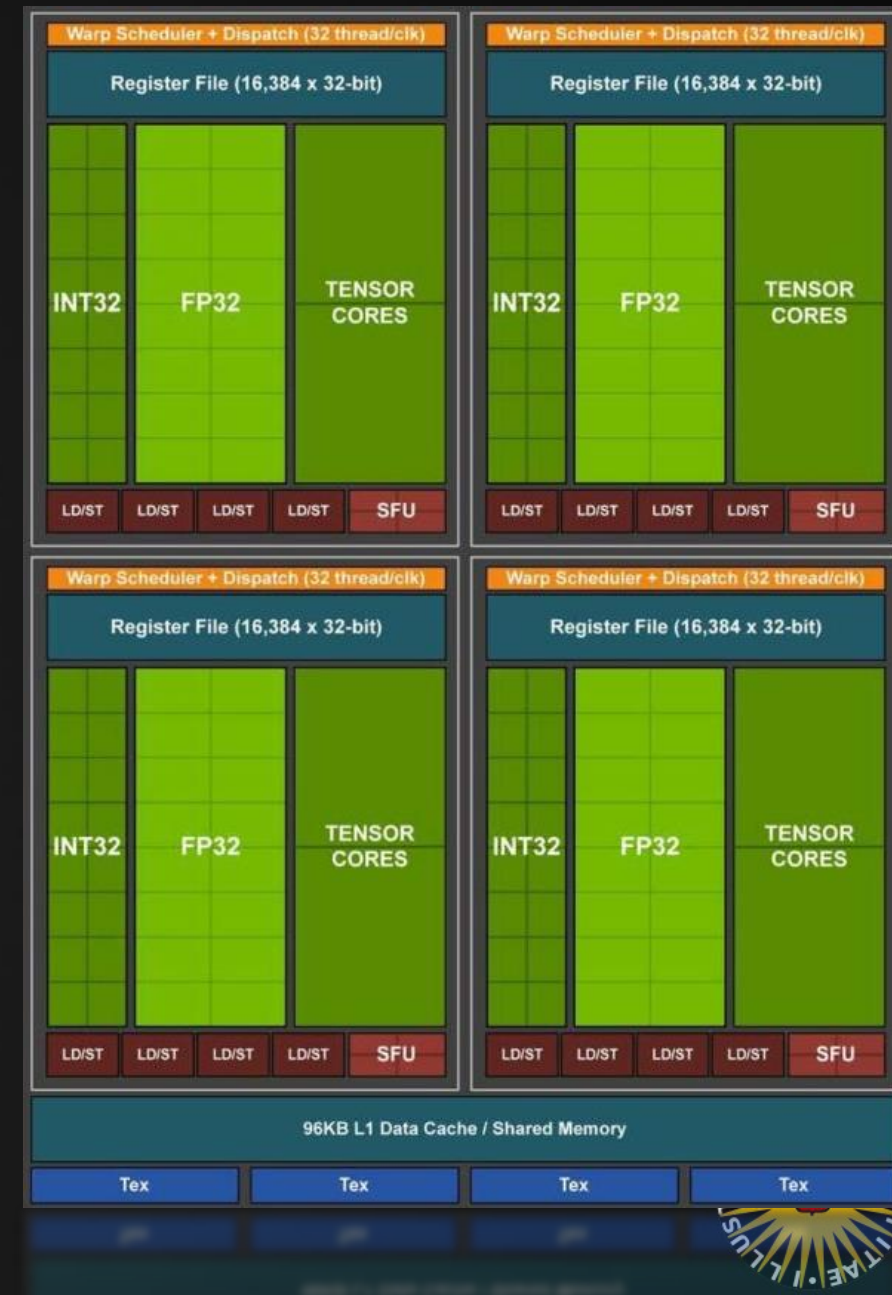 Warp Scheduler + Dispatch (32 thread/clk)
Register File (16,384 x 32-bit)
INT32
FP32
TENSOR
CORES
LD/ST
LD/ST
LD/ST
LD/ST
SFU
Warp Scheduler + Dispatch (32 thread/clk)
Register File (16,384 x 32-bit)
INT32
FP32
TENSOR
CORES
LD/ST
LD/ST
LD/ST
LD/ST
SFU
Warp Scheduler + Dispatch (32 thread/clk)
Register File (16,384 x 32-bit)
INT32
FP32
TENSOR
CORES
LD/ST
LD/ST
LD/ST
LD/ST
SFU
Warp Scheduler + Dispatch (32 thread/clk)
Register File (16,384 x 32-bit)
INT32
FP32
TENSOR
CORES
LD/ST
LD/ST
LD/ST
LD/ST
SFU
96KB L1 Data Cache / Shared Memory
Tex
Tex
Tex
Tex